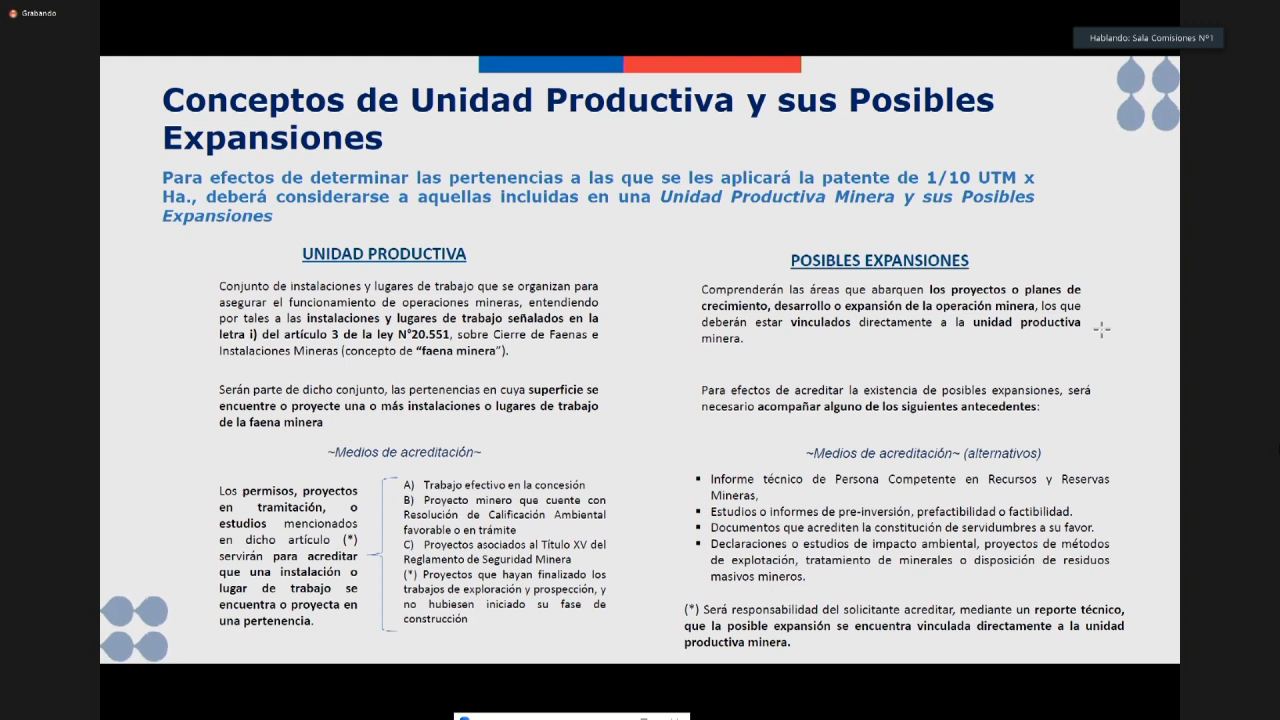 Grabando
Hablando: Sala Comisiones Nº1
Conceptos de Unidad Productiva y sus Posibles
Expansiones
Para efectos de determinar las pertenencias a las que se les aplicará la patente de 1/10 UTM x
Ha., deberá considerarse a aquellas incluidas en una Unidad Productiva Minera y sus Posibles
Expansiones
UNIDAD PRODUCTIVA
Conjunto de instalaciones y lugares de trabajo que se organizan para
asegurar el funcionamiento de operaciones mineras, entendiendo
por tales a las instalaciones y lugares de trabajo señalados en la
letra i) del artículo 3 de la ley N°20.551, sobre Cierre de Faenas e
Instalaciones Mineras (concepto de “faena minera”).
Serán parte de dicho conjunto, las pertenencias en cuya superficie se
encuentre o proyecte una o más instalaciones o lugares de trabajo
de la faena minera
~Medios de acreditación~
Los permisos, proyectos
en tramitación, o
estudios mencionados
en dicho artículo (*)
servirán para acreditar
que una instalación o
lugar de trabajo se
encuentra o proyecta en
una pertenencia.
A) Trabajo efectivo en la concesión
B) Proyecto minero que cuente con
Resolución de Calificación Ambiental
favorable o en trámite
C) Proyectos asociados al Título XV del
Reglamento de Seguridad Minera
(*) Proyectos que hayan finalizado los
trabajos de exploración y prospección, y
no hubiesen iniciado su fase de
construcción
POSIBLES EXPANSIONES
Comprenderán las áreas que abarquen los proyectos o planes de
crecimiento, desarrollo o expansión de la operación minera, los que
deberán estar vinculados directamente a la unidad productiva
minera.
Para efectos de acreditar la existencia de posibles expansiones, será
necesario acompañar alguno de los siguientes antecedentes:
~Medios de acreditación~ (alternativos)
▪ Informe técnico de Persona Competente en Recursos y Reservas
Mineras,
▪ Estudios o informes de pre-inversión, prefactibilidad o factibilidad.
▪ Documentos que acrediten la constitución de servidumbres a su favor.
▪ Declaraciones o estudios de impacto ambiental, proyectos de métodos
de explotación, tratamiento de minerales o disposición de residuos
masivos mineros.
(*) Será responsabilidad del solicitante acreditar, mediante un reporte técnico,
que la posible expansión se encuentra vinculada directamente a la unidad
productiva minera.